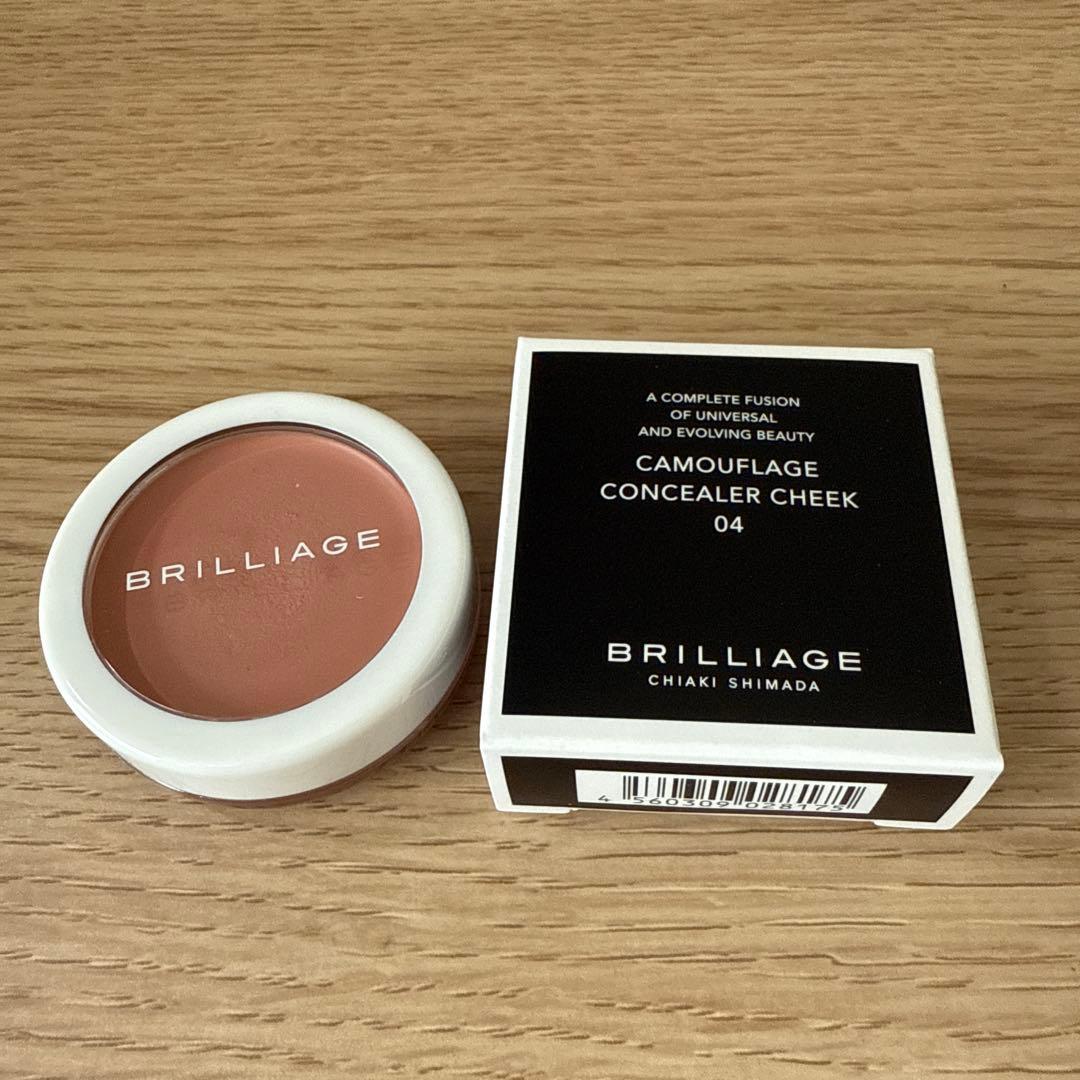 BRILLIAGE
A COMPLETE FUSION
OF UNIVERSAL
AND EVOLVING BEAUTY
CAMOUFLAGE
CONCEALER CHEEK
04
BRILLIAGE
CHIAKI SHIMADA
4 560309 028175